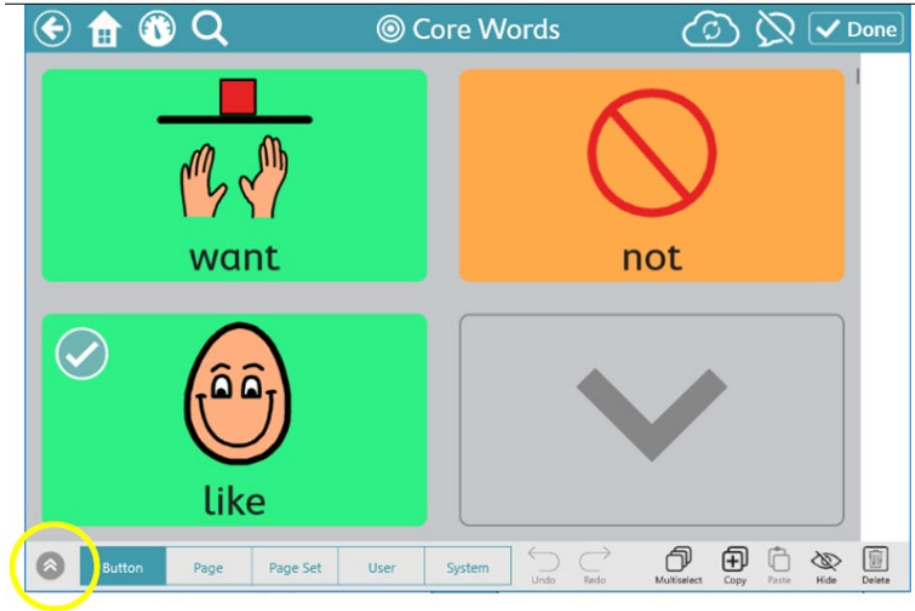 Core Words
Done
want
not
like
Button Page Page Set User System Undo Redo Multiselect Copy Paste Hide Delete